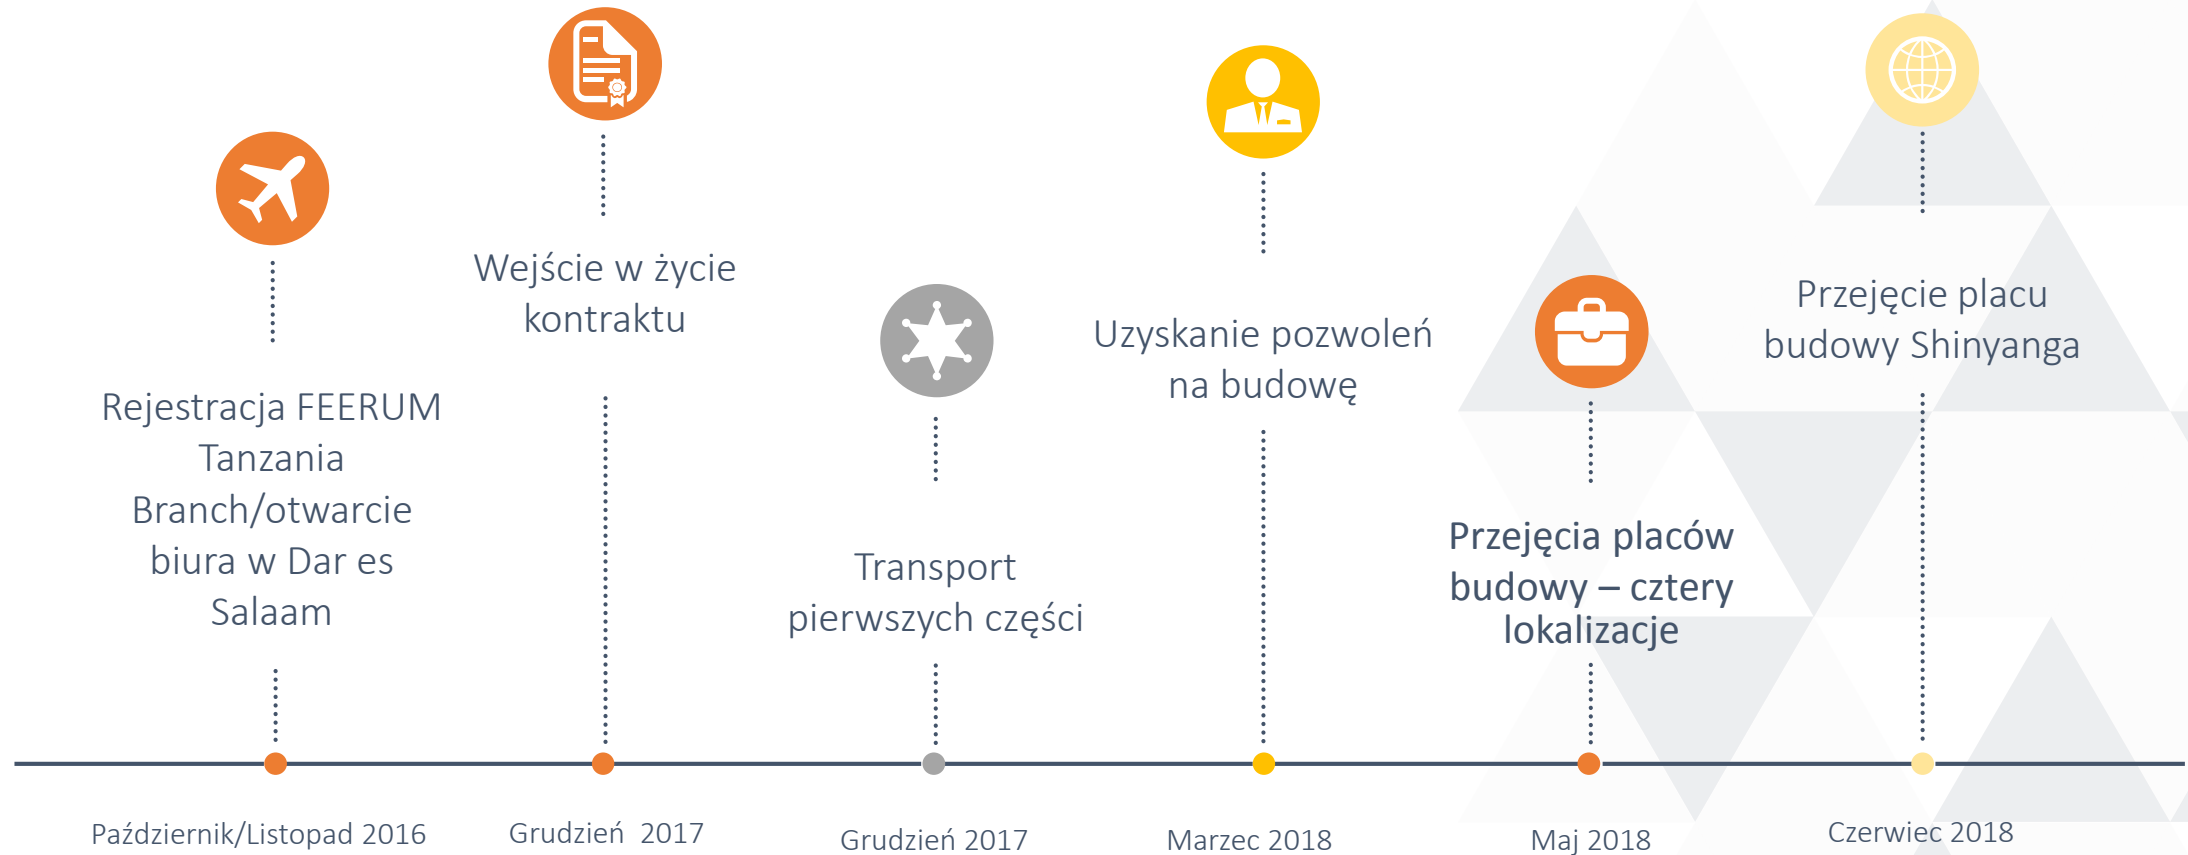 Rejestracja FEERUM
Tanzania
Branch/otwarcie
biura w Dar es
Salaam
Październik/Listopad 2016
Wejście w życie
kontraktu
Grudzień 2017
Transport
pierwszych części
Grudzień 2017
Uzyskanie pozwoleń
na budowę
Marzec 2018
Przejęcia placów
budowy – cztery
lokalizacje
Maj 2018
Przejęcie placu
budowy Shinyanga
Czerwiec 2018